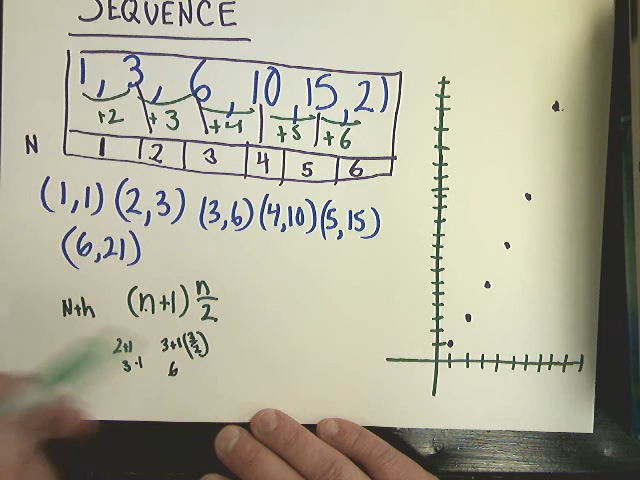 SEQUENCE
1, 3, 6, 10, 15, 21
+2 +3 +4 +5 +6
N 1 2 3 4 5 6
(1,1) (2,3) (3,6) (4,10) (5,15)
(6,21)
N+h (n+1) n/2
2+1 3+1(3/2)
3·1 6